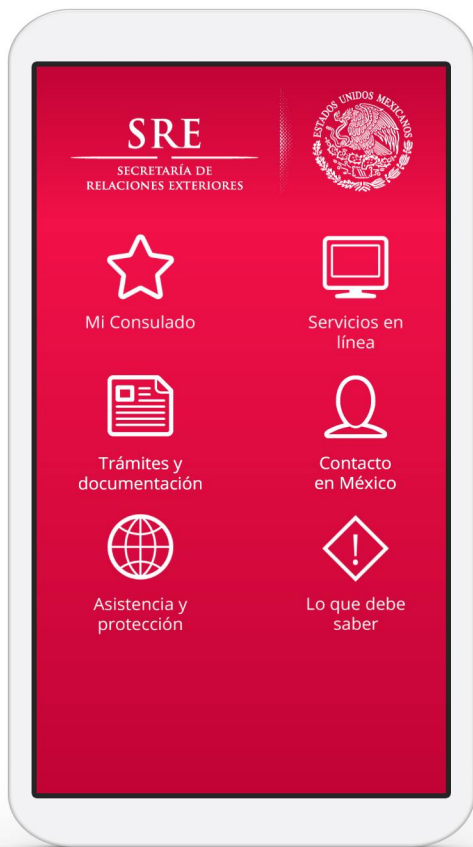 SRE
SECRETARÍA DE
RELACIONES EXTERIORES
ESTADOS UNIDOS MEXICANOS
Mi Consulado
Servicios en
línea
Trámites y
documentación
Contacto
en México
Asistencia y
protección
Lo que debe
saber